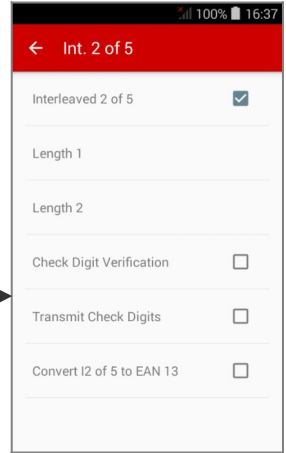 100% 16:37
Int. 2 of 5
Interleaved 2 of 5
Length 1
Length 2
Check Digit Verification
Transmit Check Digits
Convert I2 of 5 to EAN 13